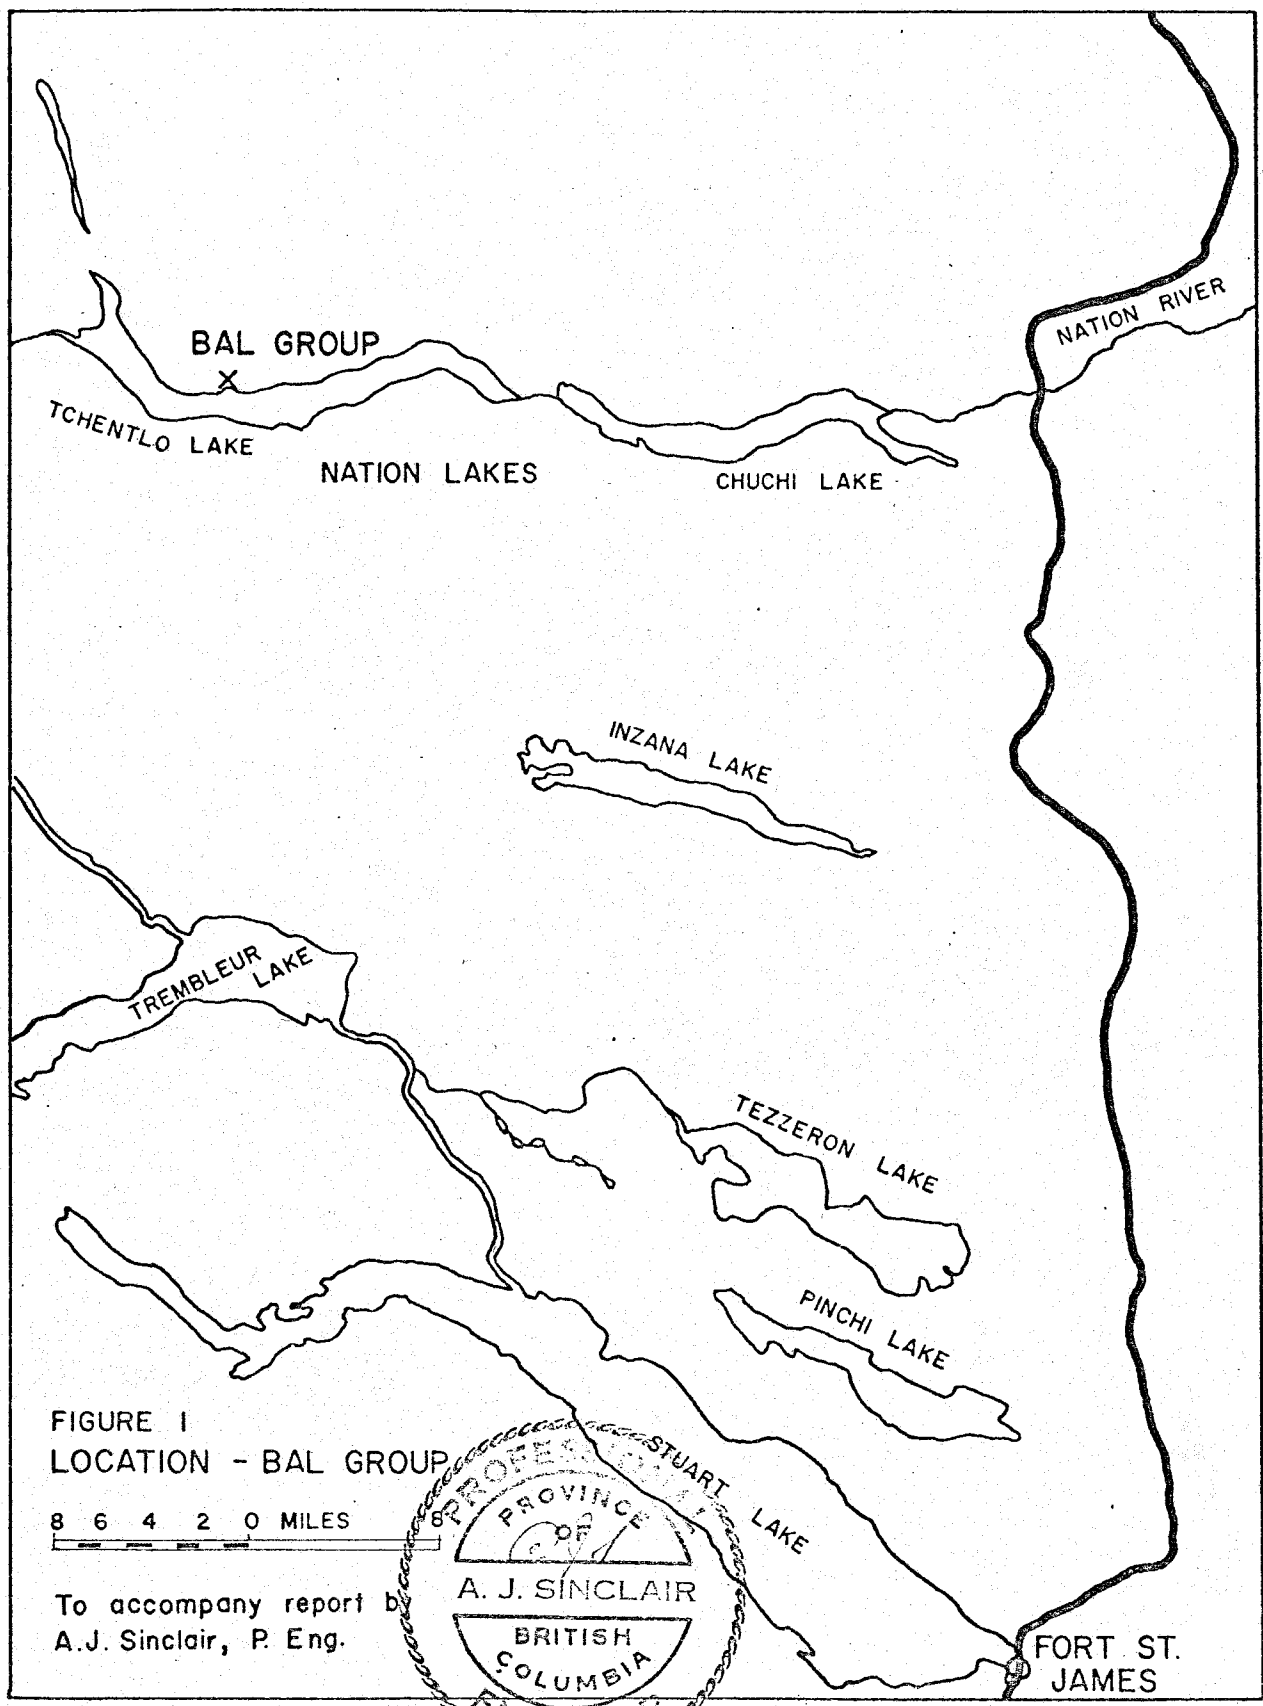 NATION RIVER
BAL GROUP
X
TCHENTLO LAKE
NATION LAKES
CHUCHI LAKE
INZANA LAKE
TREMBLEUR
LAKE
TEZZERON LAKE
PINCHI LAKE
FIGURE 1
LOCATION - BAL GROUP
STUART LAKE
8 6 4 2 0 MILES 8
PROVINCE
OF
A. J. SINCLAIR
BRITISH
COLUMBIA
To accompany report
A.J. Sinclair, P. Eng.
FORT ST.
JAMES